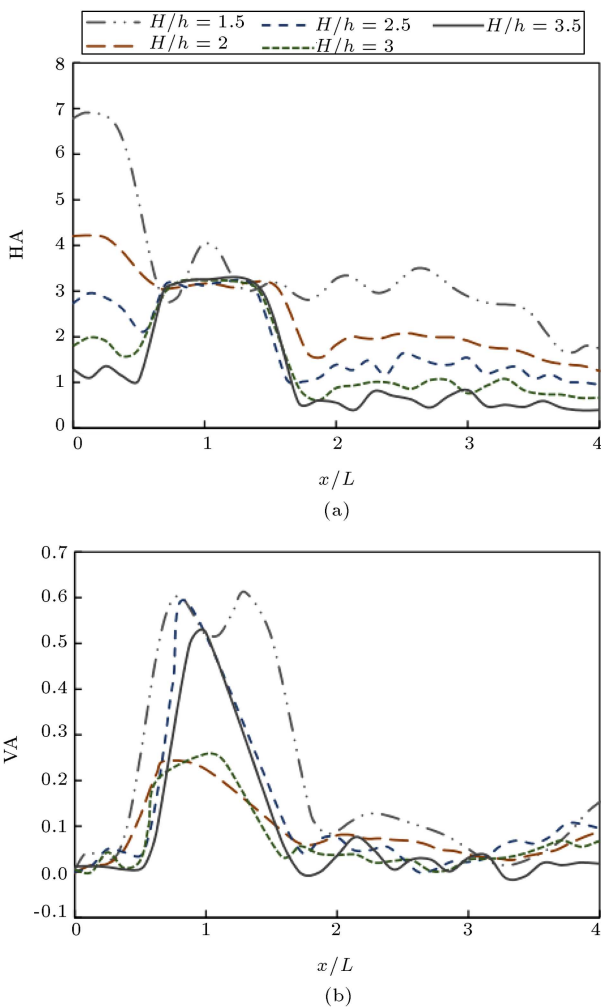 H/h = 1.5
H/h = 2.5
H/h = 3.5
H/h = 2
H/h = 3
8
7
6
5
4
3
2
1
0
HA
0 1 2 3 4
x/L
(a)
0.7
0.6
0.5
0.4
0.3
0.2
0.1
0.0
-0.1
VA
0 1 2 3 4
x/L
(b)